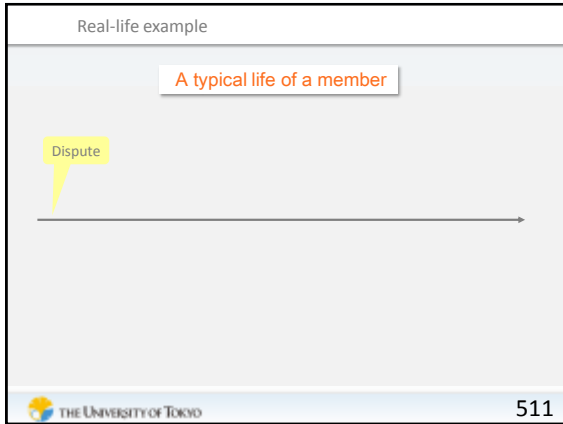 Real-life example
A typical life of a member
Dispute
THE UNIVERSITY OF TOKYO
511